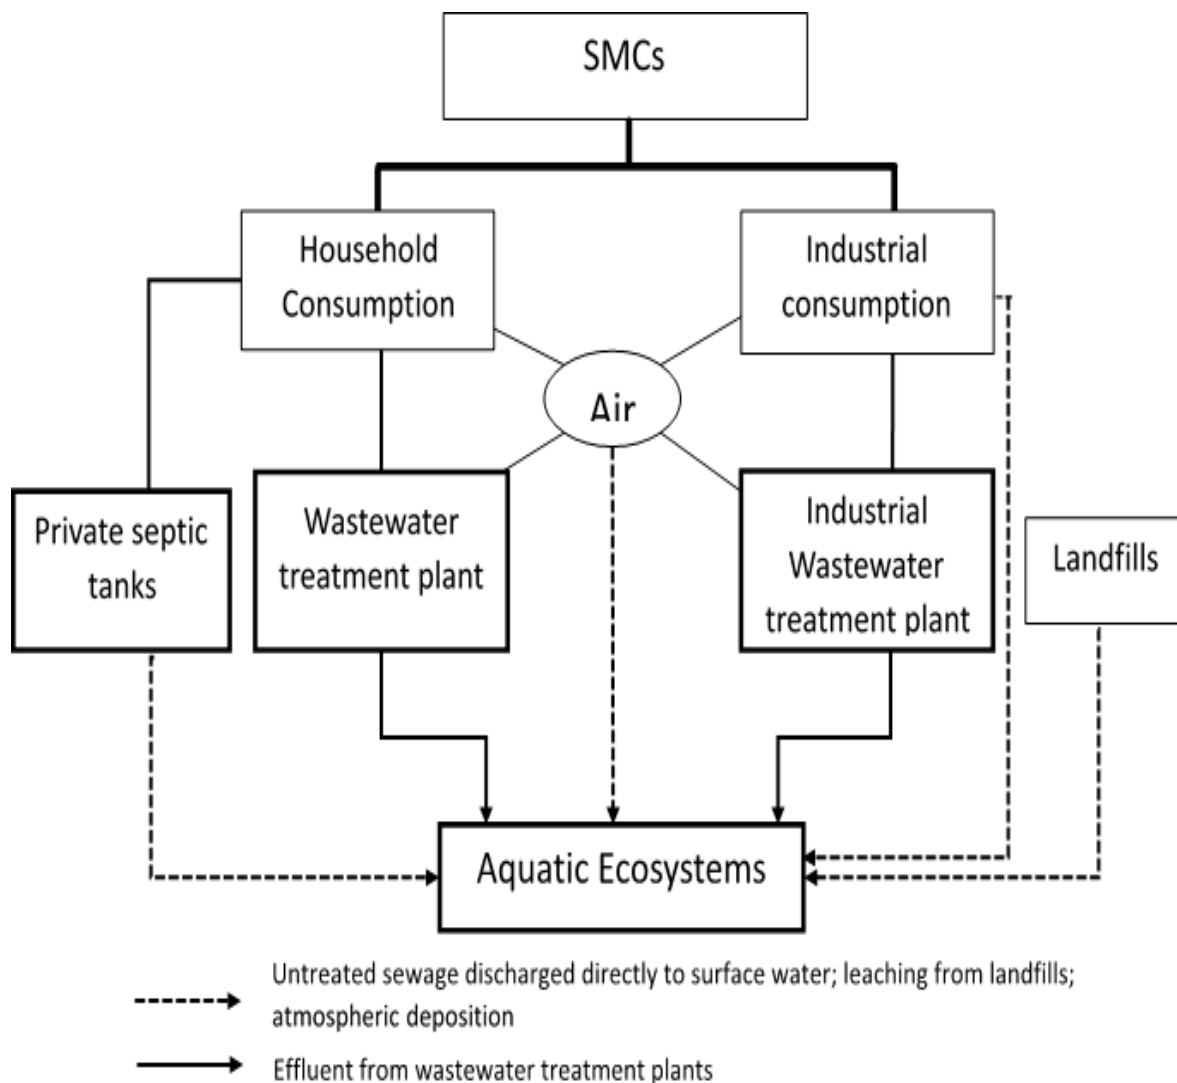 SMCs
Household
Consumption
Industrial
consumption
Air
Private septic
tanks
Wastewater
treatment plant
Industrial
Wastewater
treatment plant
Landfills
Aquatic Ecosystems
Untreated sewage discharged directly to surface water; leaching from landfills;
atmospheric deposition
Effluent from wastewater treatment plants